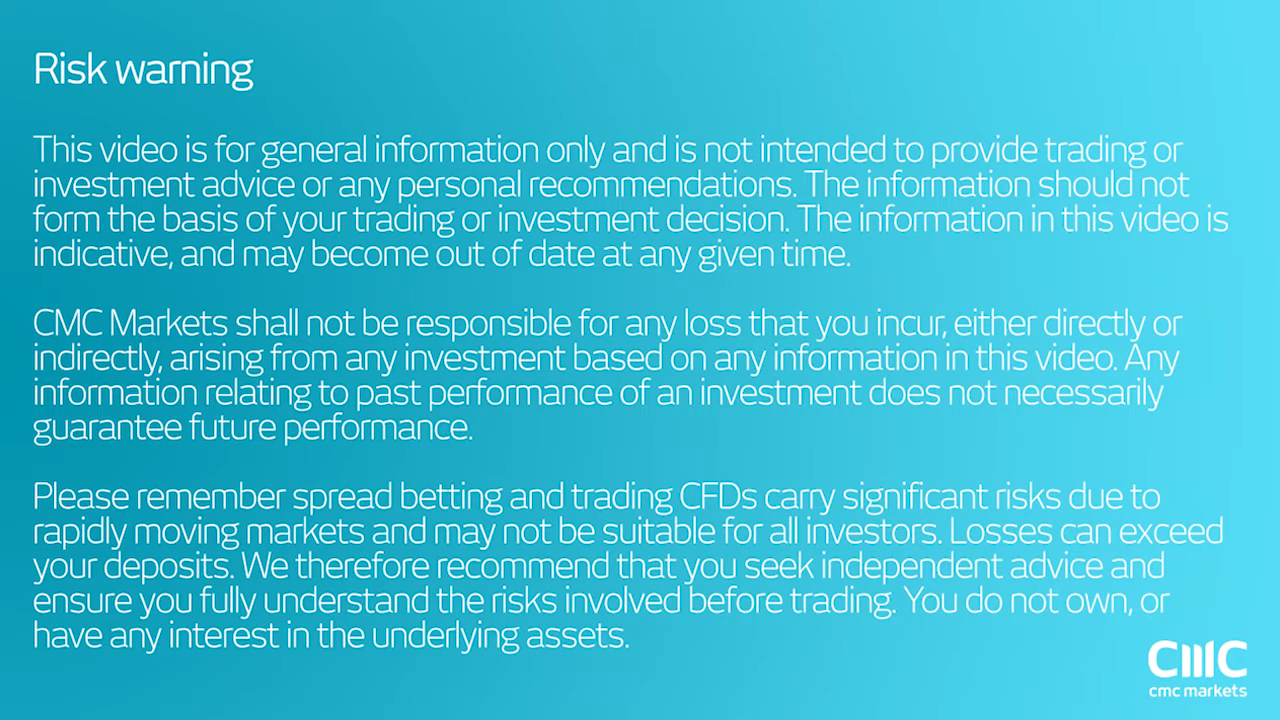 Risk warning
This video is for general information only and is not intended to provide trading or
investment advice or any personal recommendations. The information should not
form the basis of your trading or investment decision. The information in this video is
indicative, and may become out of date at any given time.
CMC Markets shall not be responsible for any loss that you incur, either directly or
indirectly, arising from any investment based on any information in this video. Any
information relating to past performance of an investment does not necessarily
guarantee future performance.
Please remember spread betting and trading CFDs carry significant risks due to
rapidly moving markets and may not be suitable for all investors. Losses can exceed
your deposits. We therefore recommend that you seek independent advice and
ensure you fully understand the risks involved before trading. You do not own, or
have any interest in the underlying assets.
CMC
cmc markets